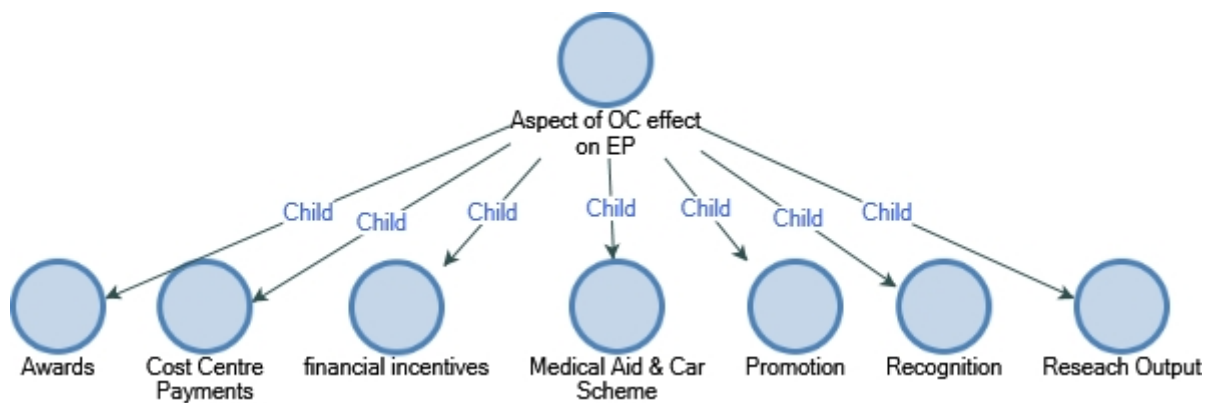 Aspect of OC effect
on EP
Child
Child
Child
Child
Child
Child
Child
Awards
Cost Centre
Payments
financial incentives
Medical Aid & Car
Scheme
Promotion
Recognition
Reseach Output